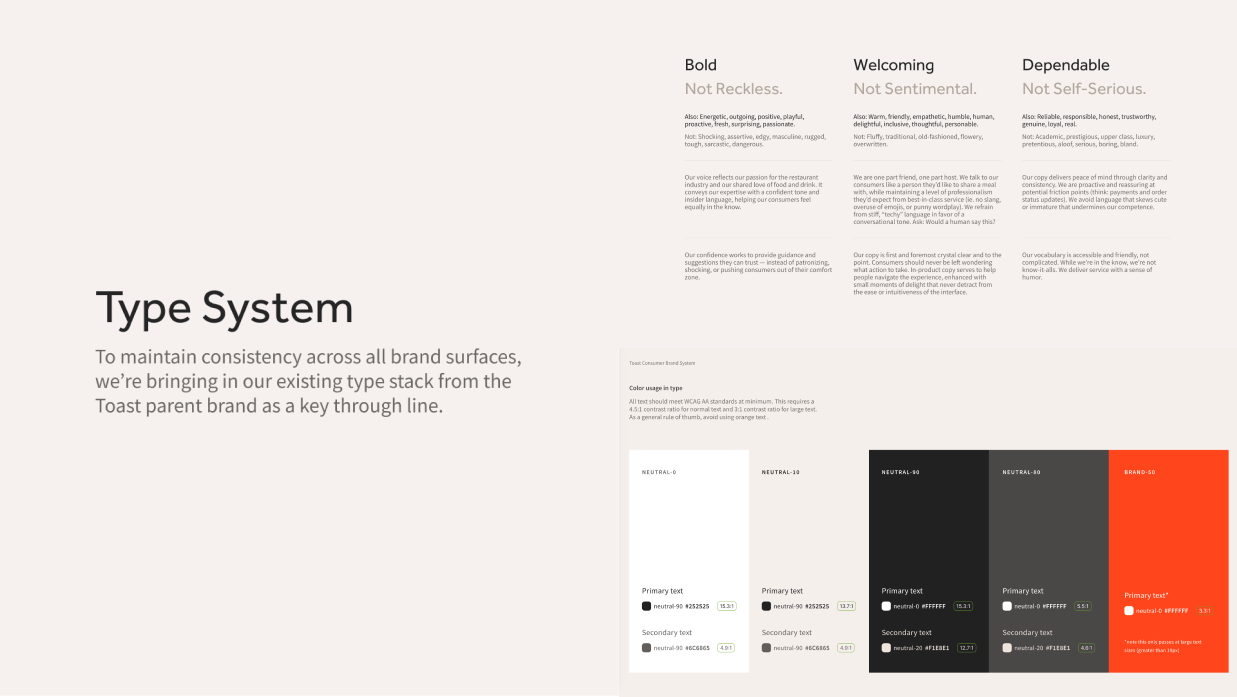 Type System
To maintain consistency across all brand surfaces,
we’re bringing in our existing type stack from the
Toast parent brand as a key through line.
Bold
Not Reckless.
Also: Energetic, outgoing, positive, playful,
proactive, fresh, surprising, passionate.
Not: Shocking, assertive, edgy, masculine, rugged,
tough, sarcastic, dangerous.
Our voice reflects our passion for the restaurant
industry and our shared love of food and drink. It
conveys our expertise with a confident tone and
insider language, helping our consumers feel
equally in the know.
Our confidence works to provide guidance and
suggestions they can trust — instead of patronizing,
shocking, or pushing consumers out of their comfort
zone.
Welcoming
Not Sentimental.
Also: Warm, friendly, empathetic, humble, human,
delightful, inclusive, thoughtful, personable.
Not: Fluffy, traditional, old-fashioned, flowery,
overwritten.
We are one part friend, one part host. We talk to our
consumers like a person they’d like to share a meal
with, while maintaining a level of professionalism
they’d expect from best-in-class service (ie. no slang,
overuse of emojis, or punny wordplay). We refrain
from stiff, “techy” language in favor of a
conversational tone. Ask: Would a human say this?
Our copy is first and foremost crystal clear and to the
point. Consumers should never be left wondering
what action to take. In-product copy serves to help
people navigate the experience, enhanced with
small moments of delight that never detract from
the ease or intuitiveness of the interface.
Dependable
Not Self-Serious.
Also: Reliable, responsible, honest, trustworthy,
genuine, loyal, real.
Not: Academic, prestigious, upper class, luxury,
pretentious, aloof, serious, boring, bland.
Our copy delivers peace of mind through clarity and
consistency. We are proactive and reassuring at
potential friction points (think: payments and order
status updates). We avoid language that skews cute
or immature that undermines our competence.
Our vocabulary is accessible and friendly, not
complicated. While we’re in the know, we’re not
know-it-alls. We deliver service with a sense of
humor.
Toast Consumer Brand System
Color usage in type
All text should meet WCAG AA standards at minimum. This requires a
4.5:1 contrast ratio for normal text and 3:1 contrast ratio for large text.
As a general rule of thumb, avoid using orange text .
NEUTRAL-0
Primary text
neutral-90 #252525 15.3:1
Secondary text
neutral-90 #6C6865 4.9:1
NEUTRAL-10
Primary text
neutral-90 #252525 13.7:1
Secondary text
neutral-90 #6C6865 4.9:1
NEUTRAL-90
Primary text
neutral-0 #FFFFFF 15.3:1
Secondary text
neutral-20 #F1E8E1 12.7:1
NEUTRAL-80
Primary text
neutral-0 #FFFFFF 5.5:1
Secondary text
neutral-20 #F1E8E1 4.6:1
BRAND-50
Primary text*
neutral-0 #FFFFFF 3.3:1
*note this only passes at large text
sizes (greater than 18px)